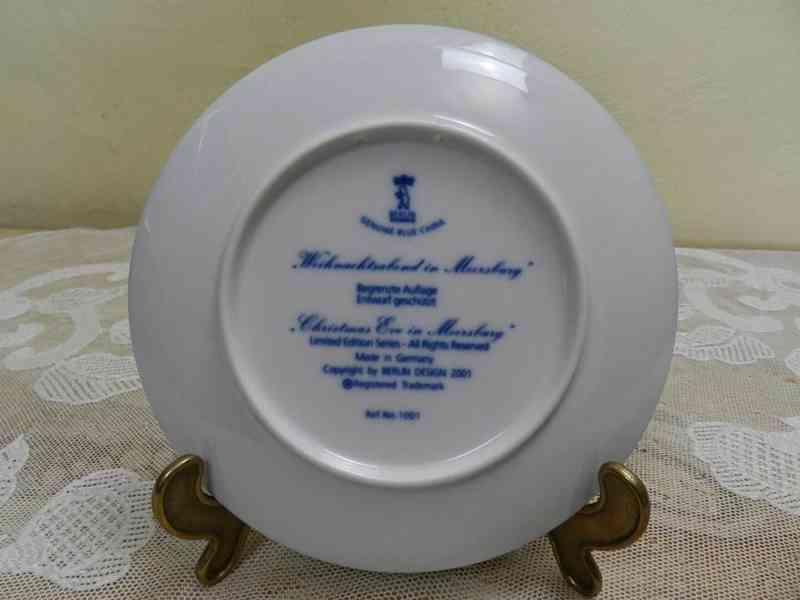 BERLIN
GENUINE BLUE CHINA
„Weihnachtsabend in Meersburg"
Begrenzte Auflage
Entwurf geschützt
„Christmas Eve in Meersburg"
Limited Edition Series - All Rights Reserved
Made in Germany
Copyright by BERLIN DESIGN 2001
®Registered Trademark
Ref No. 1001